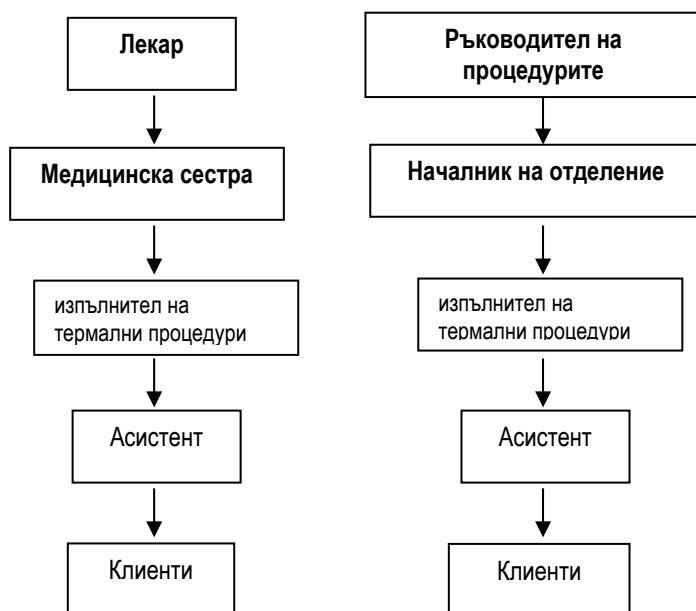 Лекар
Медицинска сестра
изпълнител на
термални процедури
Асистент
Клиенти
Ръководител на
процедурите
Началник на отделение
изпълнител на
термални процедури
Асистент
Клиенти